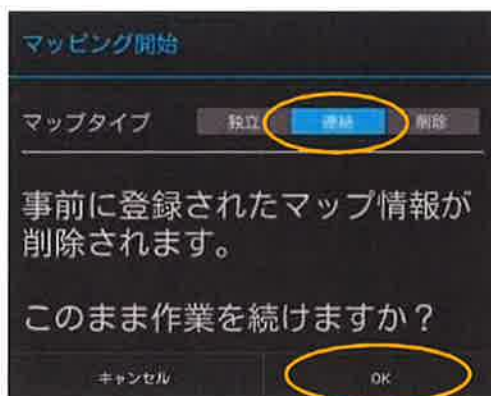 マッピング開始
マップタイプ 独立 連結 削除
事前に登録されたマップ情報が
削除されます。
このまま作業を続けますか？
キャンセル OK